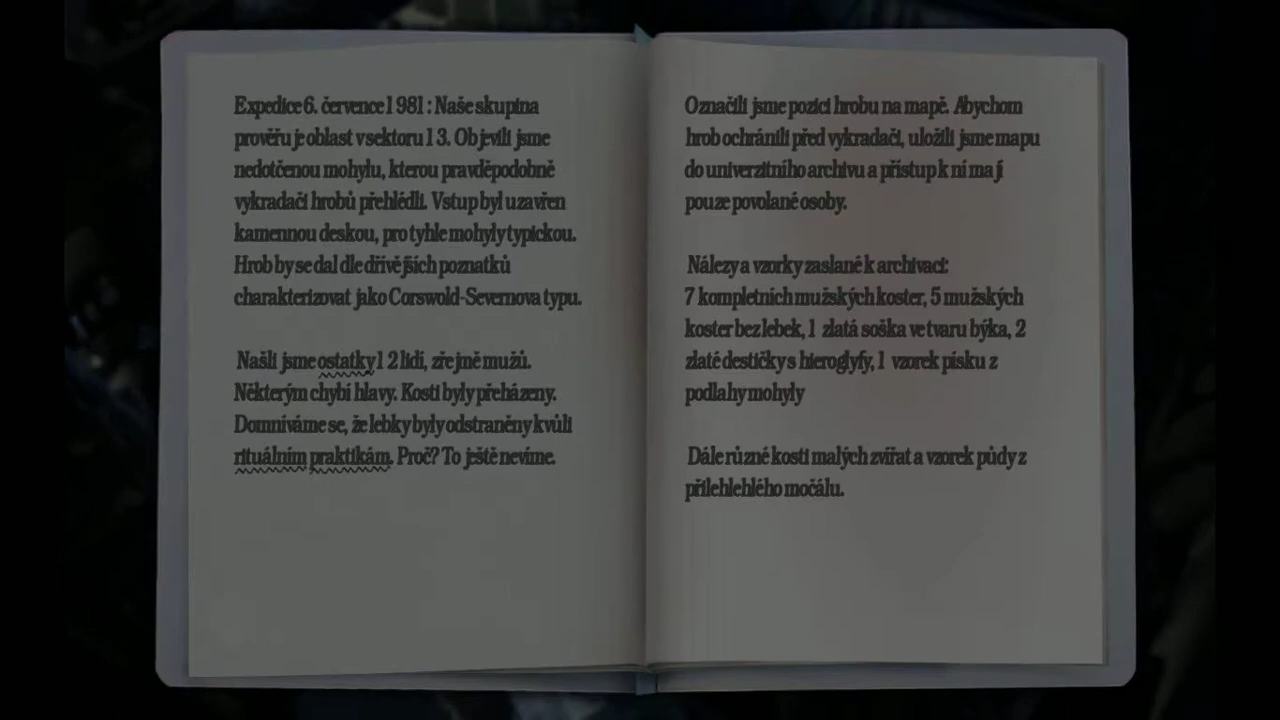 Expedice 6. července 1981: Naše skupina
prověřuje oblast v sektoru 13. Objevili jsme
nedotčenou mohylu, kterou pravděpodobně
vykradači hrobů přehlédli. Vstup byl uzavřen
kamennou deskou, pro tyhle mohyly typickou.
Hrob by se dal dle dřívějších poznatků
charakterizovat jako Corswold-Severnova typu.
Našli jsme ostatky 12 lidí, zřejmě mužů.
Některým chybí hlavy. Kosti byly přeházeny.
Domníváme se, že lebky byly odstraněny kvůli
rituálním praktikám. Proč? To ještě nevíme.
Označili jsme pozici hrobu na mapě. Abychom
hrob ochránili před vykradači, uložili jsme mapu
do univerzitního archivu a přístup k ní mají
pouze povolané osoby.
Nálezy a vzorky zaslané k archivaci:
7 kompletních mužských koster, 5 mužských
koster bez lebek, 1 zlatá soška ve tvaru býka, 2
zlaté destičky s hieroglyfy, 1 vzorek písku z
podlahy mohyly
Dále různé kosti malých zvířat a vzorek půdy z
přilehlehlého močálu.